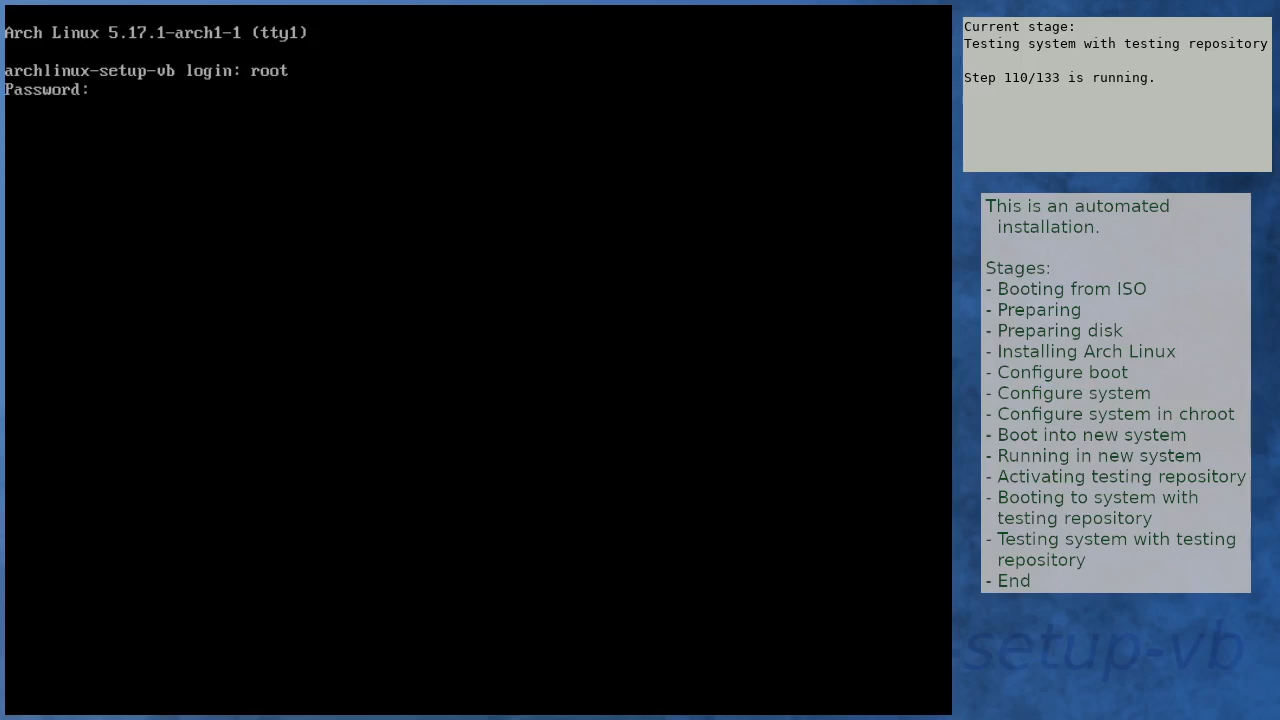 Arch Linux 5.17.1-arch1-1 (tty1)
archlinux-setup-vb login: root
Password:
Current stage:
Testing system with testing repository
Step 110/133 is running.
This is an automated
installation.
Stages:
- Booting from ISO
- Preparing
- Preparing disk
- Installing Arch Linux
- Configure boot
- Configure system
- Configure system in chroot
- Boot into new system
- Running in new system
- Activating testing repository
- Booting to system with
testing repository
- Testing system with testing
repository
- End
-setup-vb